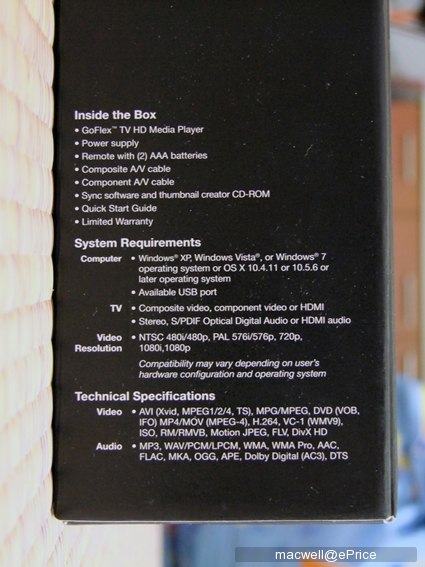 Inside the Box
• GoFlex™ TV HD Media Player
• Power supply
• Remote with (2) AAA batteries
• Composite A/V cable
• Component A/V cable
• Sync software and thumbnail creator CD-ROM
• Quick Start Guide
• Limited Warranty
System Requirements
Computer • Windows® XP, Windows Vista®, or Windows 7
operating system or OS X 10.4.11 or 10.5.6 or
later operating system
• Available USB port
TV • Composite video, component video or HDMI
• Stereo, S/PDIF Optical Digital Audio or HDMI audio
Video • NTSC 480i/480p, PAL 576i/576p, 720p,
Resolution 1080i,1080p
Compatibility may vary depending on user's
hardware configuration and operating system
Technical Specifications
Video • AVI (Xvid, MPEG1/2/4, TS), MPG/MPEG, DVD (VOB,
IFO) MP4/MOV (MPEG-4), H.264, VC-1 (WMV9),
ISO, RM/RMVB, Motion JPEG, FLV, DivX HD
Audio • MP3, WAV/PCM/LPCM, WMA, WMA Pro, AAC,
FLAC, MKA, OGG, APE, Dolby Digital (AC3), DTS
macwell@ePrice